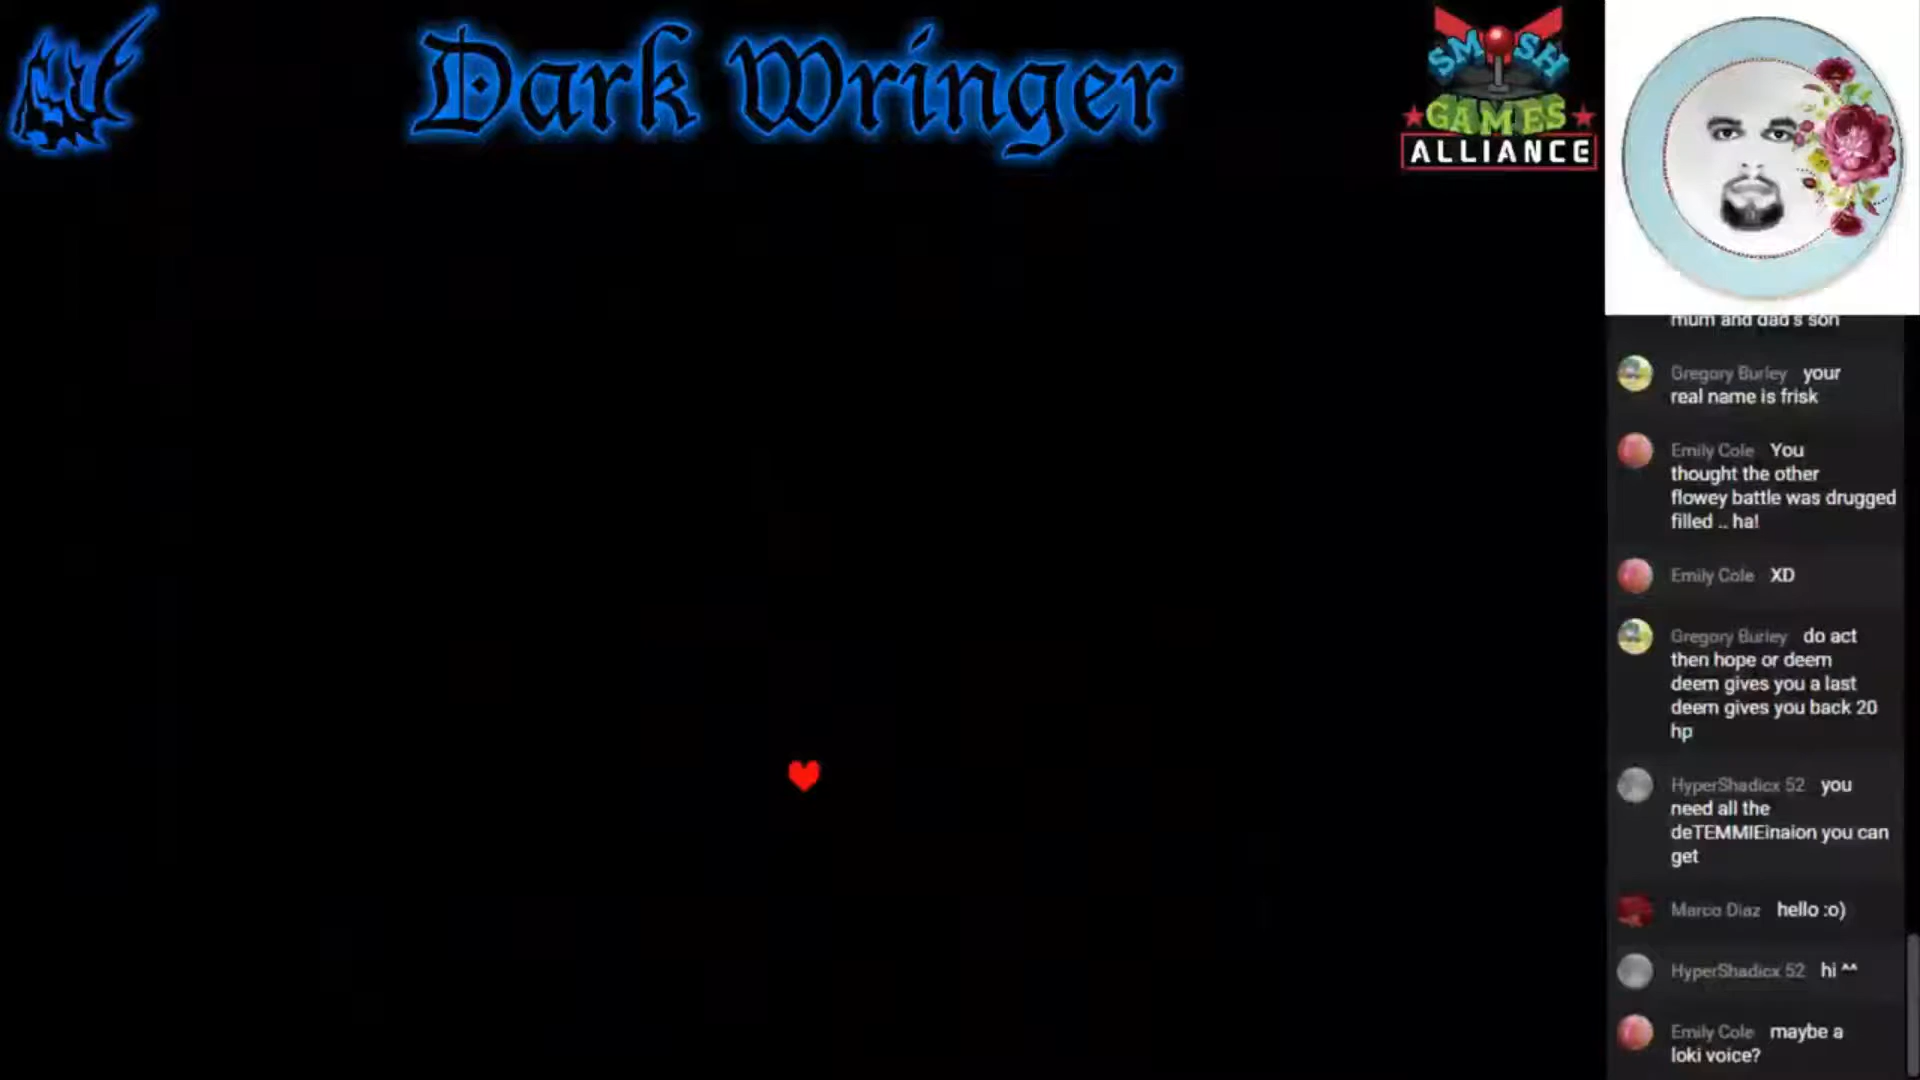 Dark Wringer
SMOSH
GAMES
ALLIANCE
mum and dad's son
Gregory Burley your
real name is frisk
Emily Cole You
thought the other
flowey battle was drugged
filled .. ha!
Emily Cole XD
Gregory Burley do act
then hope or deem
deem gives you a last
deem gives you back 20
hp
HyperShadicx 52 you
need all the
deTEMMIEinaion you can
get
Marco Diaz hello :o)
HyperShadicx 52 hi ^^
Emily Cole maybe a
loki voice?